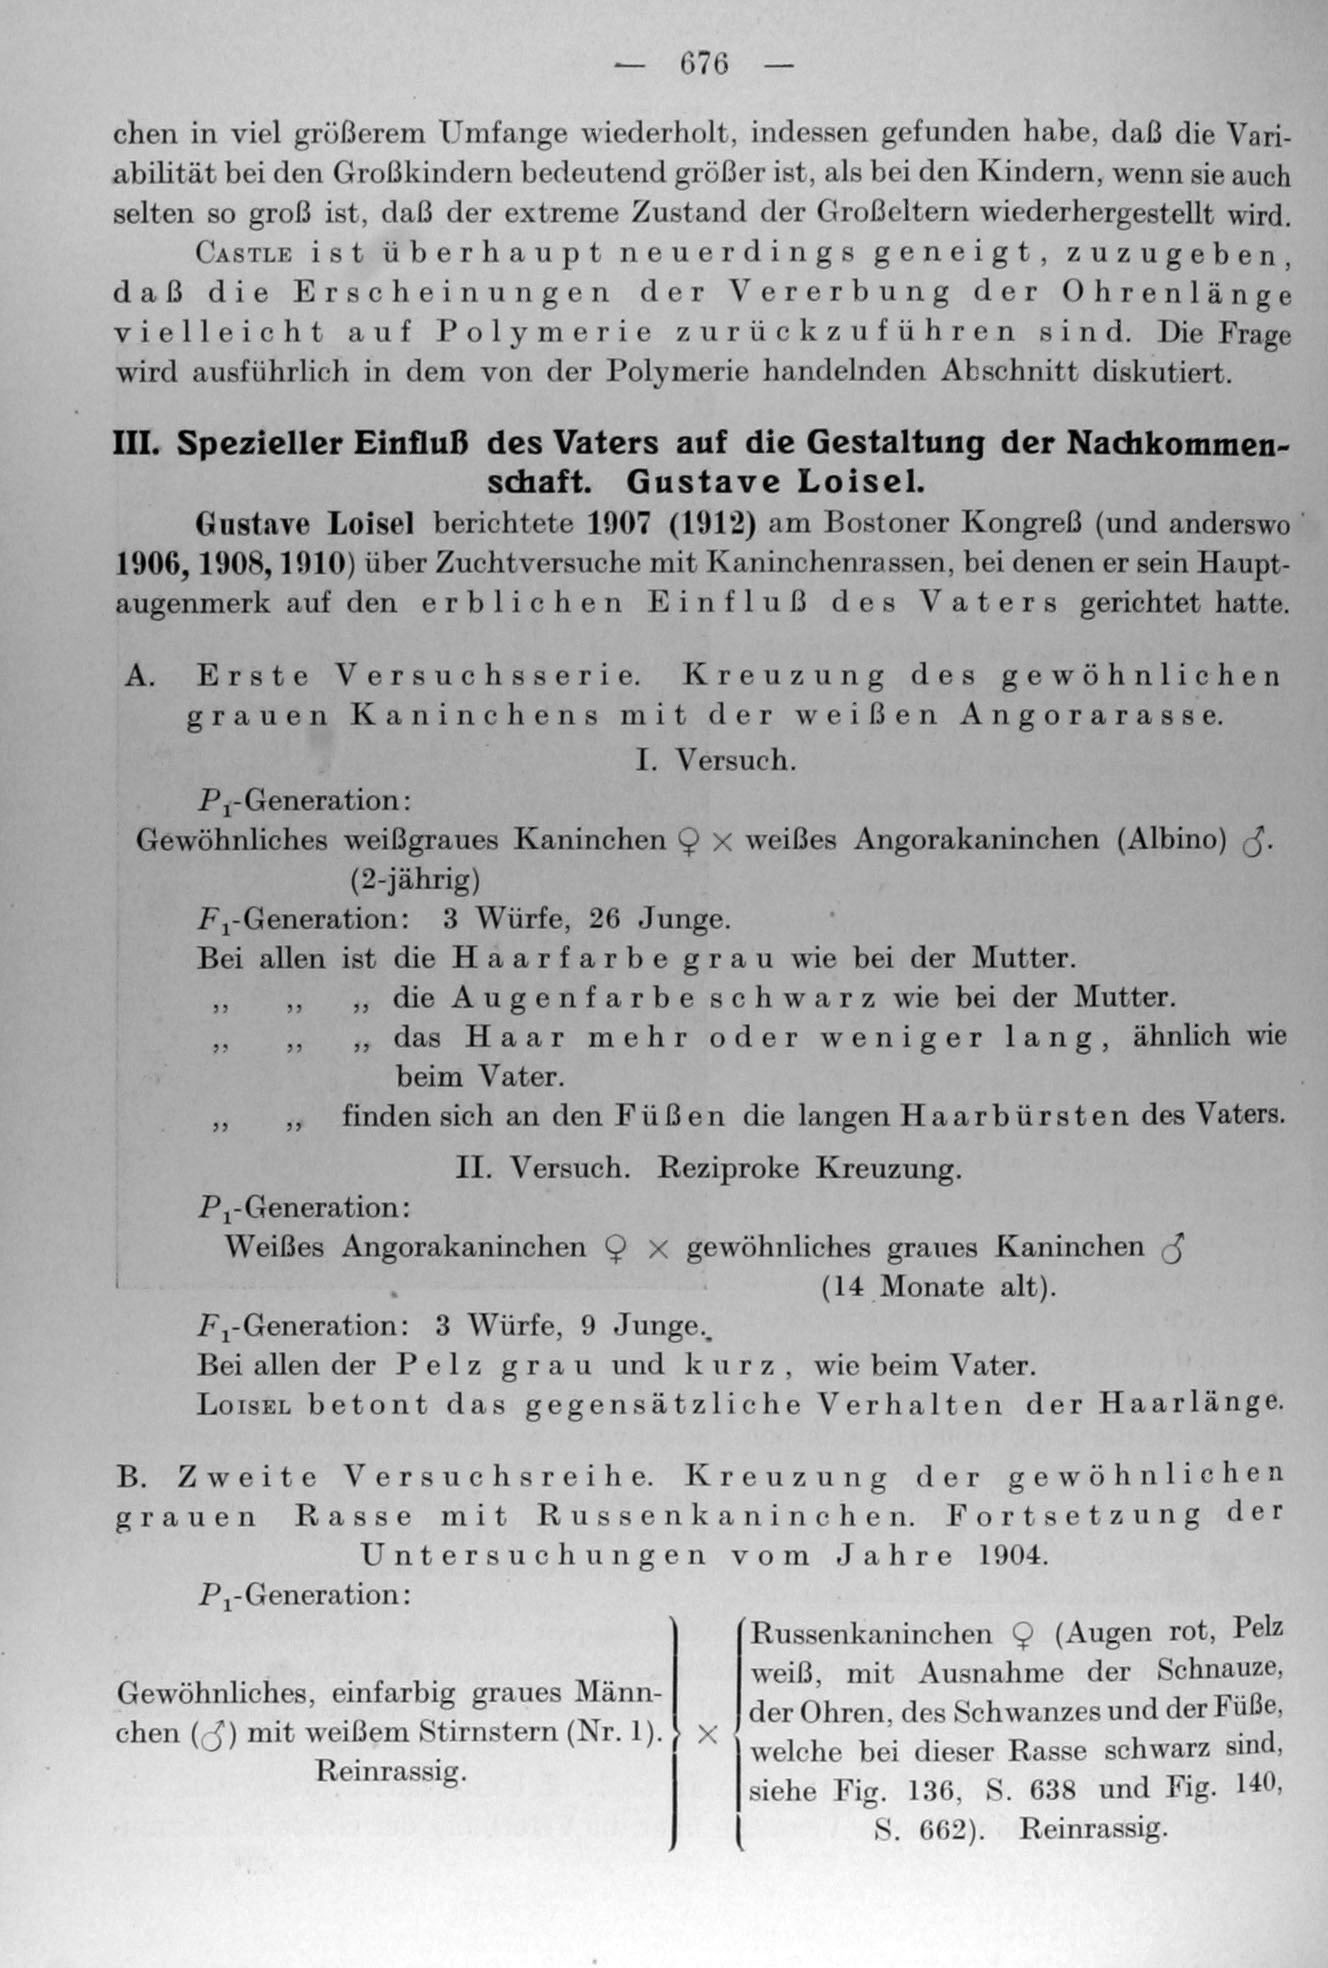 — 676 —
chen in viel größerem Umfange wiederholt, indessen gefunden habe, daß die Vari-
abilität bei den Großkindern bedeutend größer ist, als bei den Kindern, wenn sie auch
selten so groß ist, daß der extreme Zustand der Großeltern wiederhergestellt wird.
CASTLE ist überhaupt neuerdings geneigt, zuzugeben,
daß die Erscheinungen der Vererbung der Ohrenlänge
vielleicht auf Polymerie zurückzuführen sind. Die Frage
wird ausführlich in dem von der Polymerie handelnden Abschnitt diskutiert.
III. Spezieller Einfluß des Vaters auf die Gestaltung der Nachkommen-
schaft. Gustave Loisel.
Gustave Loisel berichtete 1907 (1912) am Bostoner Kongreß (und anderswo
1906, 1908, 1910) über Zuchtversuche mit Kaninchenrassen, bei denen er sein Haupt-
augenmerk auf den erblichen Einfluß des Vaters gerichtet hatte.
A. Erste Versuchsserie. Kreuzung des gewöhnlichen
grauen Kaninchens mit der weißen Angorarasse.
I. Versuch.
P₁-Generation:
Gewöhnliches weißgraues Kaninchen ♀ × weißes Angorakaninchen (Albino) ♂.
(2-jährig)
F₁-Generation: 3 Würfe, 26 Junge.
Bei allen ist die Haarfarbe grau wie bei der Mutter.
„ „ „ die Augenfarbe schwarz wie bei der Mutter.
„ „ „ das Haar mehr oder weniger lang, ähnlich wie
beim Vater.
„ „ finden sich an den Füßen die langen Haarbürsten des Vaters.
II. Versuch. Reziproke Kreuzung.
P₁-Generation:
Weißes Angorakaninchen ♀ × gewöhnliches graues Kaninchen ♂
(14 Monate alt).
F₁-Generation: 3 Würfe, 9 Junge.
Bei allen der Pelz grau und kurz, wie beim Vater.
LOISEL betont das gegensätzliche Verhalten der Haarlänge.
B. Zweite Versuchsreihe. Kreuzung der gewöhnlichen
grauen Rasse mit Russenkaninchen. Fortsetzung der
Untersuchungen vom Jahre 1904.
P₁-Generation:
Gewöhnliches, einfarbig graues Männ-
chen (♂) mit weißem Stirnstern (Nr. 1).
Reinrassig.
×
Russenkaninchen ♀ (Augen rot, Pelz
weiß, mit Ausnahme der Schnauze,
der Ohren, des Schwanzes und der Füße,
welche bei dieser Rasse schwarz sind,
siehe Fig. 136, S. 638 und Fig. 140,
S. 662). Reinrassig.